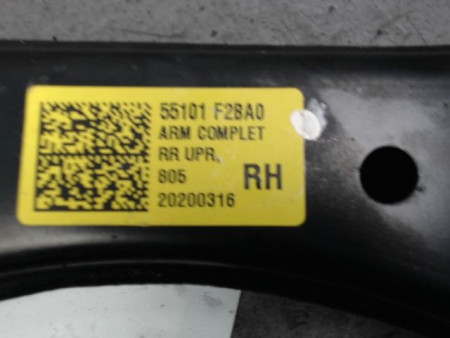 55101 F2BA0
ARM COMPLET
RR UPR,
805
RH
20200316